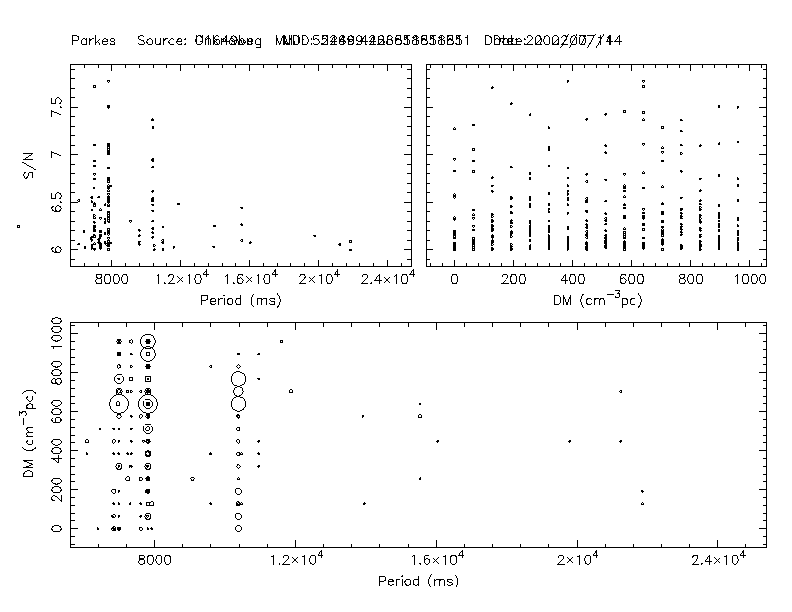 Parkes Source:
7.5
7
6.5
6
S/N
8000 1.2×10⁴ 1.6×10⁴ 2×10⁴ 2.4×10⁴
Period (ms)
0 200 400 600 800 1000
DM (cm⁻³pc)
1000
800
600
400
200
0
DM (cm⁻³pc)
8000 1.2×10⁴ 1.6×10⁴ 2×10⁴ 2.4×10⁴
Period (ms)